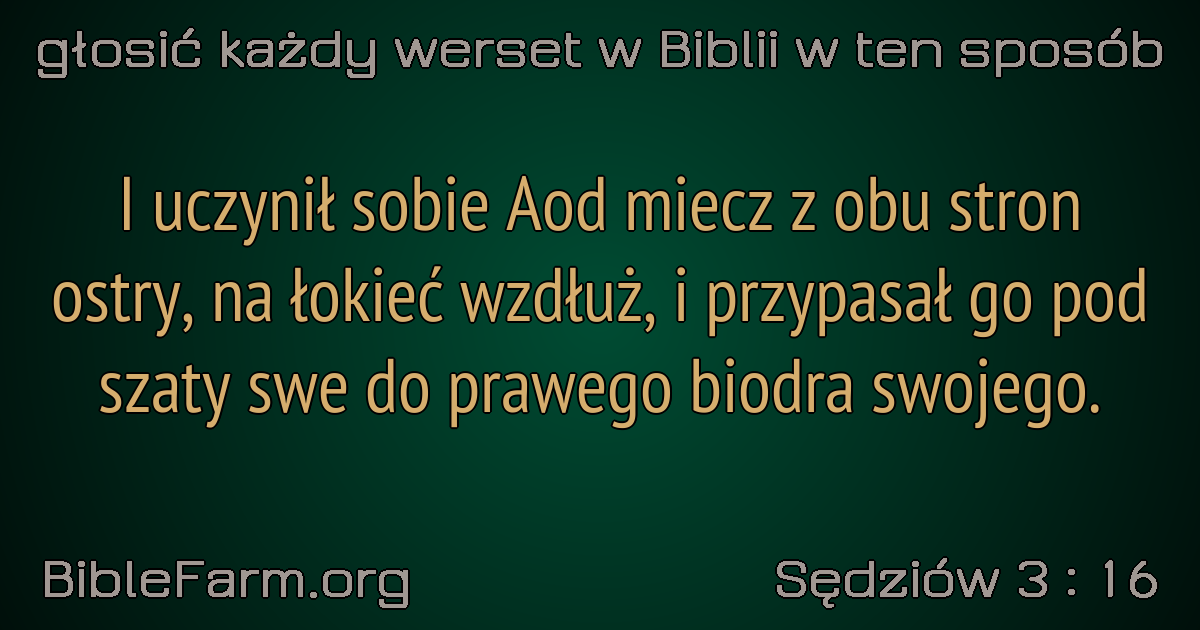 głosić każdy werset w Biblii w ten sposób
I uczynił sobie Aod miecz z obu stron
ostry, na łokieć wzdłuż, i przypasał go pod
szaty swe do prawego biodra swojego.
BibleFarm.org
Sędziów 3 : 16